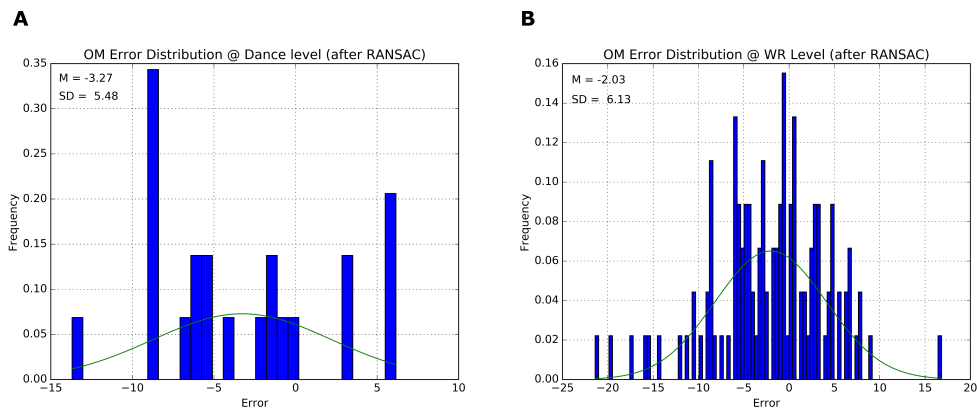 A
OM Error Distribution @ Dance level (after RANSAC)
M = -3.27
SD = 5.48
Frequency
0.35
0.30
0.25
0.20
0.15
0.10
0.05
0.00
−15
−10
−5
0
5
10
Error
B
OM Error Distribution @ WR Level (after RANSAC)
M = -2.03
SD = 6.13
Frequency
0.16
0.14
0.12
0.10
0.08
0.06
0.04
0.02
0.00
−25
−20
−15
−10
−5
0
5
10
15
20
Error